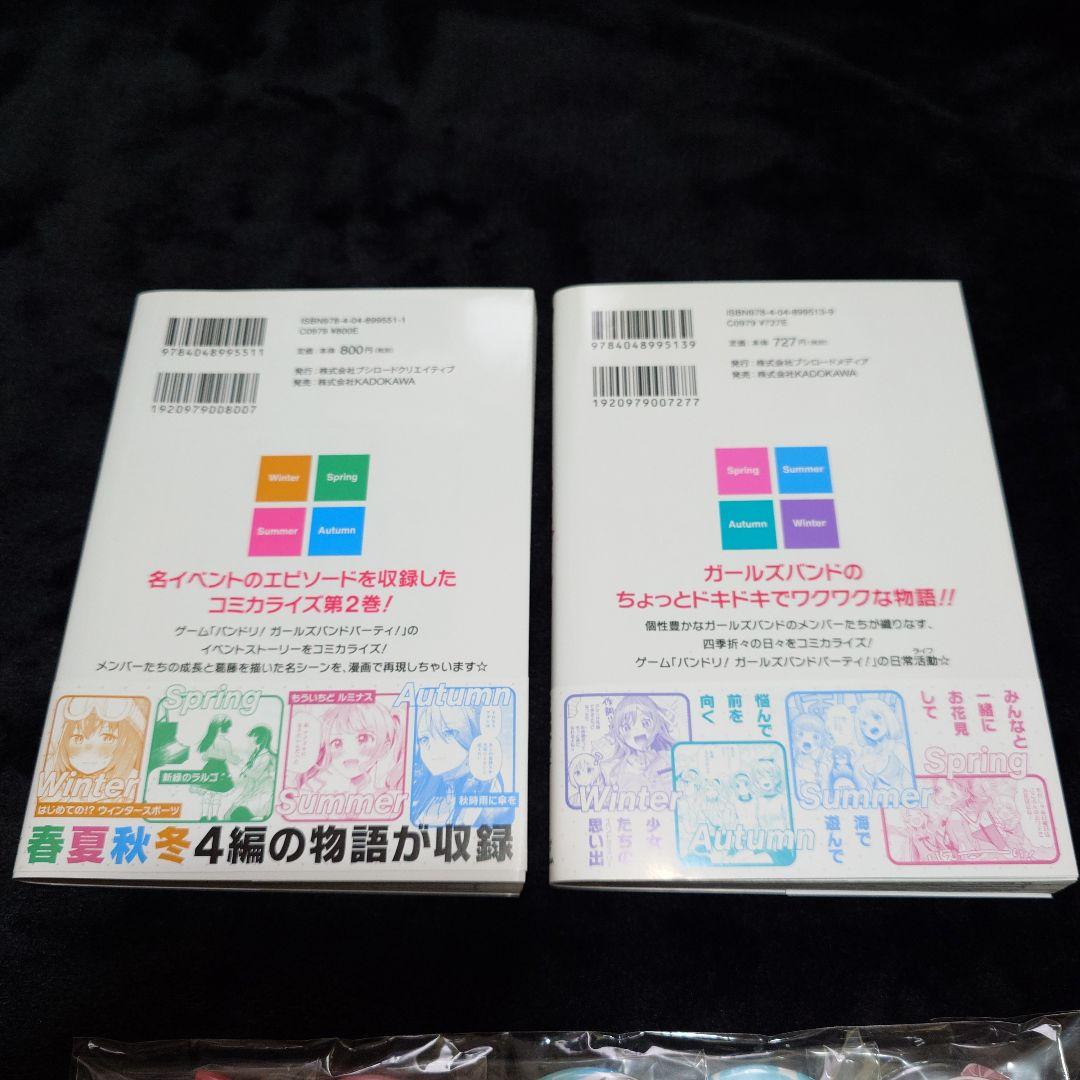 ISBN978-4-04-899551-1
C0979 ¥800E
定価：本体 800円(税別)
9784048995511
発行：株式会社ブシロードクリエイティブ
発売：株式会社KADOKAWA
1920979008007
Winter
Spring
Summer
Autumn
名イベントのエピソードを収録した
コミカライズ第2巻！
ゲーム「バンドリ！ ガールズバンドパーティ！」の
イベントストーリーをコミカライズ！
メンバーたちの成長と葛藤を描いた名シーンを、漫画で再現しちゃいます☆
Spring
もういちど ルミナス
Autumn
新緑のラルゴ
Winter
Summer
秋時雨に傘を
はじめての!? ウィンタースポーツ
春夏秋冬4編の物語が収録
ISBN978-4-04-899513-9
C0979 ¥727E
定価：本体 727円(税別)
9784048995139
発行：株式会社ブシロードメディア
発売：株式会社KADOKAWA
1920979007277
Spring
Summer
Autumn
Winter
ガールズバンドの
ちょっとドキドキでワクワクな物語!!
個性豊かなガールズバンドのメンバーたちが織りなす、
四季折々の日々をコミカライズ！
ライフ
ゲーム「バンドリ！ ガールズバンドパーティ！」の日常活動☆
みんなと
一緒に
お花見
して
Spring
海で
遊んで
Summer
悩んで
前を
向く
Autumn
少女
たちの
思い出
Winter